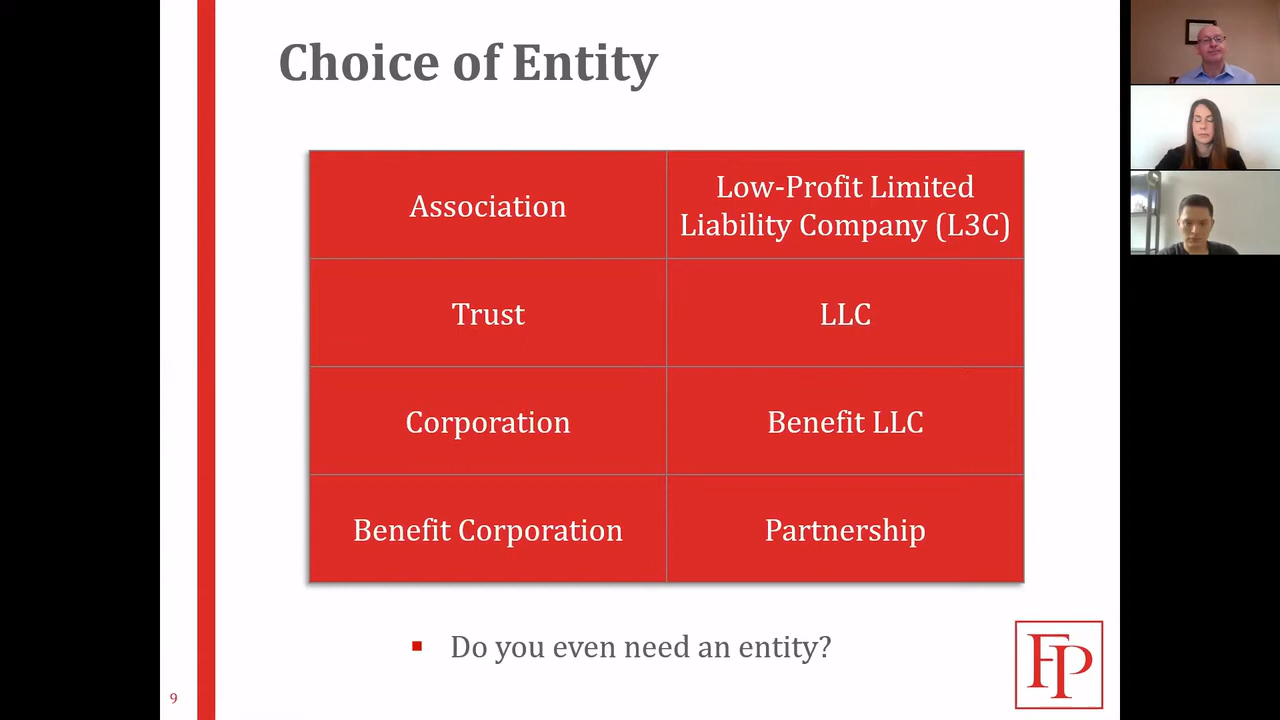 Choice of Entity
Association
Low-Profit Limited
Liability Company (L3C)
Trust
LLC
Corporation
Benefit LLC
Benefit Corporation
Partnership
▪ Do you even need an entity?
FP
9